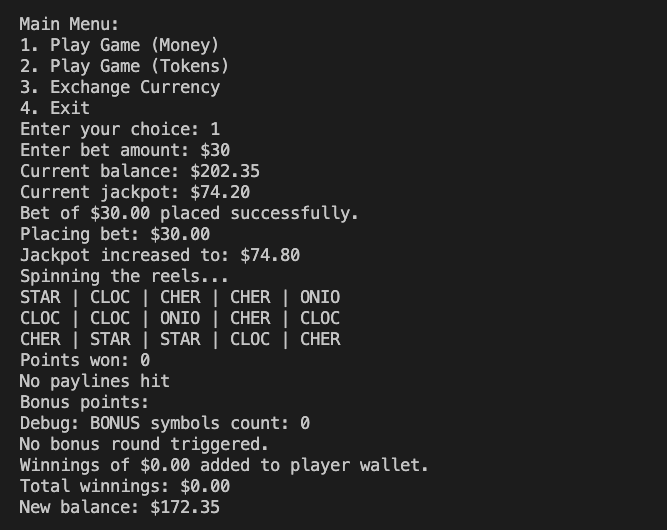 Main Menu:
1. Play Game (Money)
2. Play Game (Tokens)
3. Exchange Currency
4. Exit
Enter your choice: 1
Enter bet amount: $30
Current balance: $202.35
Current jackpot: $74.20
Bet of $30.00 placed successfully.
Placing bet: $30.00
Jackpot increased to: $74.80
Spinning the reels...
STAR | CLOC | CHER | CHER | ONIO
CLOC | CLOC | ONIO | CHER | CLOC
CHER | STAR | STAR | CLOC | CHER
Points won: 0
No paylines hit
Bonus points:
Debug: BONUS symbols count: 0
No bonus round triggered.
Winnings of $0.00 added to player wallet.
Total winnings: $0.00
New balance: $172.35